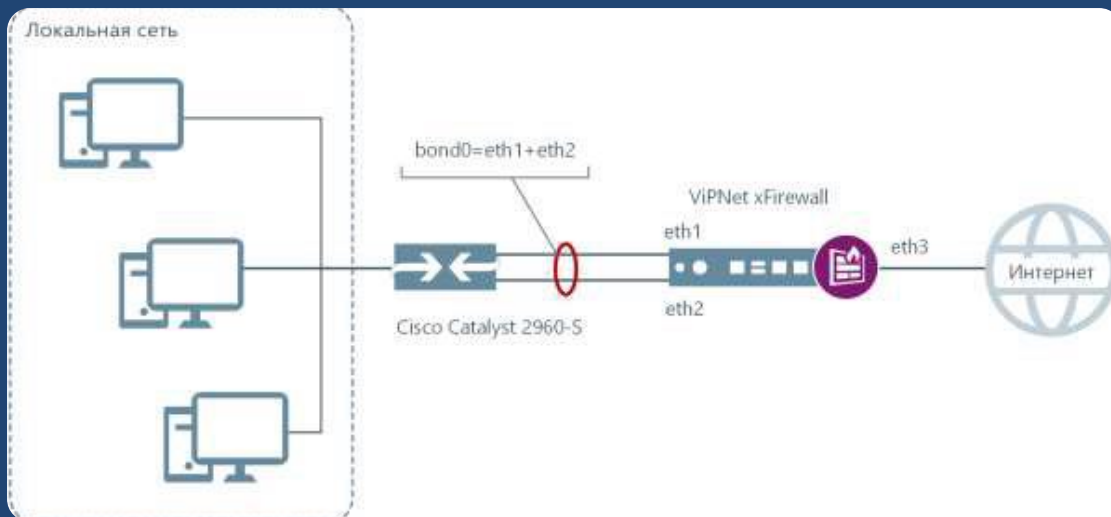 Локальная сеть
bond0=eth1+eth2
ViPNet xFirewall
eth1
eth3
Интернет
eth2
Cisco Catalyst 2960-S